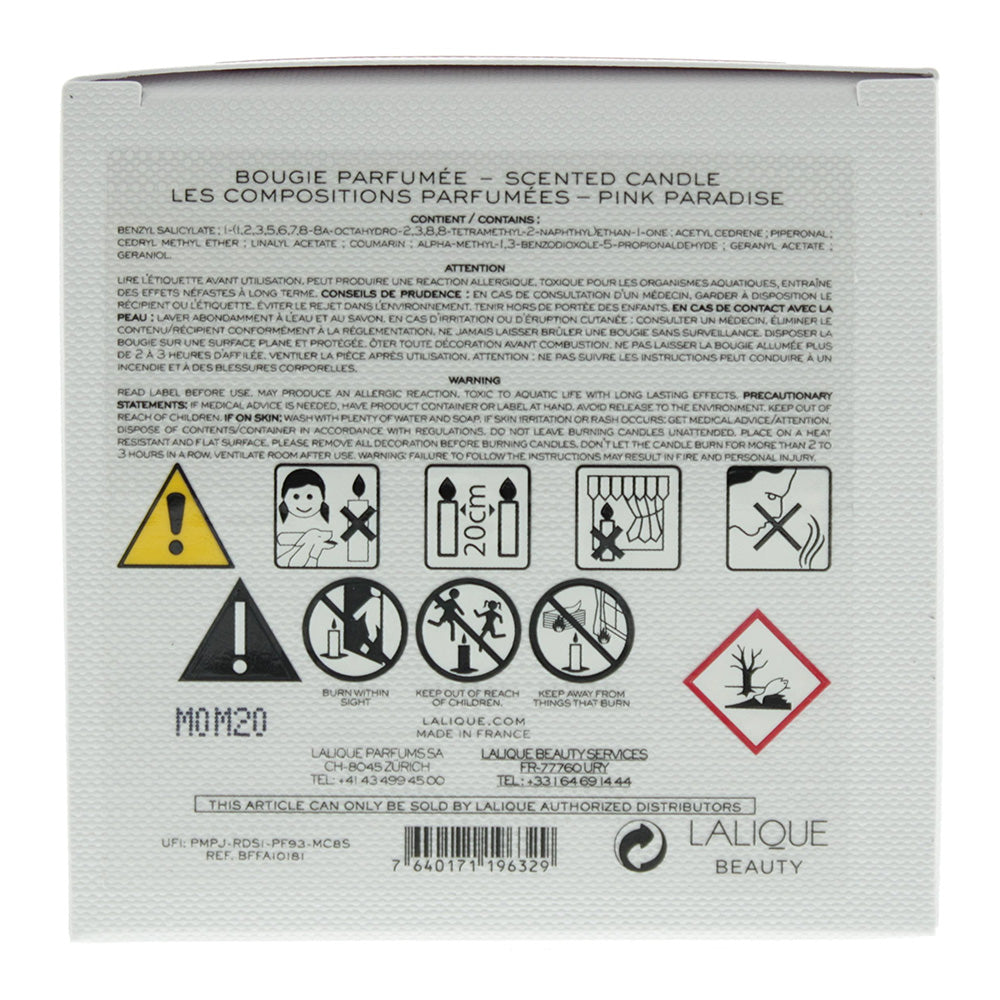 BOUGIE PARFUMÉE – SCENTED CANDLE
LES COMPOSITIONS PARFUMÉES – PINK PARADISE
CONTIENT / CONTAINS :
BENZYL SALICYLATE ; 1-(1,2,3,5,6,7,8-8A-OCTAHYDRO-2,3,8,8-TETRAMETHYL-2-NAPHTHYL)ETHAN-1-ONE ; ACETYL CEDRENE ; PIPERONAL ;
CEDRYL METHYL ETHER ; LINALYL ACETATE ; COUMARIN ; ALPHA-METHYL-1,3-BENZODIOXOLE-5-PROPIONALDEHYDE ; GERANYL ACETATE ;
GERANIOL.
ATTENTION
LIRE L'ÉTIQUETTE AVANT UTILISATION. PEUT PRODUIRE UNE RÉACTION ALLERGIQUE. TOXIQUE POUR LES ORGANISMES AQUATIQUES, ENTRAÎNE
DES EFFETS NÉFASTES À LONG TERME. CONSEILS DE PRUDENCE : EN CAS DE CONSULTATION D'UN MÉDECIN, GARDER À DISPOSITION LE
RÉCIPIENT OU L'ÉTIQUETTE. ÉVITER LE REJET DANS L'ENVIRONNEMENT. TENIR HORS DE PORTÉE DES ENFANTS. EN CAS DE CONTACT AVEC LA
PEAU : LAVER ABONDAMMENT À L'EAU ET AU SAVON. EN CAS D'IRRITATION OU D'ÉRUPTION CUTANÉE : CONSULTER UN MÉDECIN. ÉLIMINER LE
CONTENU/RÉCIPIENT CONFORMÉMENT À LA RÉGLEMENTATION. NE JAMAIS LAISSER BRÛLER UNE BOUGIE SANS SURVEILLANCE. DISPOSER LA
BOUGIE SUR UNE SURFACE PLANE ET PROTÉGÉE. ÔTER TOUTE DÉCORATION AVANT COMBUSTION. NE PAS LAISSER LA BOUGIE ALLUMÉE PLUS
DE 2 À 3 HEURES D'AFFILÉE. VENTILER LA PIÈCE APRÈS UTILISATION. ATTENTION : NE PAS SUIVRE LES INSTRUCTIONS PEUT CONDUIRE À UN
INCENDIE ET À DES BLESSURES CORPORELLES.
WARNING
READ LABEL BEFORE USE. MAY PRODUCE AN ALLERGIC REACTION. TOXIC TO AQUATIC LIFE WITH LONG LASTING EFFECTS. PRECAUTIONARY
STATEMENTS: IF MEDICAL ADVICE IS NEEDED, HAVE PRODUCT CONTAINER OR LABEL AT HAND. AVOID RELEASE TO THE ENVIRONMENT. KEEP OUT OF
REACH OF CHILDREN. IF ON SKIN: WASH WITH PLENTY OF WATER AND SOAP. IF SKIN IRRITATION OR RASH OCCURS: GET MEDICAL ADVICE/ATTENTION.
DISPOSE OF CONTENTS/CONTAINER IN ACCORDANCE WITH REGULATIONS. DO NOT LEAVE BURNING CANDLES UNATTENDED. PLACE ON A HEAT
RESISTANT AND FLAT SURFACE. PLEASE REMOVE ALL DECORATION BEFORE BURNING CANDLES. DON'T LET THE CANDLE BURN FOR MORE THAN 2 TO
3 HOURS IN A ROW. VENTILATE ROOM AFTER USE. WARNING: FAILURE TO FOLLOW THE INSTRUCTIONS MAY RESULT IN FIRE AND PERSONAL INJURY.
20cm
BURN WITHIN
SIGHT
KEEP OUT OF REACH
OF CHILDREN.
KEEP AWAY FROM
THINGS THAT BURN
M0M20
LALIQUE.COM
MADE IN FRANCE
LALIQUE PARFUMS SA
CH-8045 ZURICH
TEL: +41 43 499 45 00
LALIQUE BEAUTY SERVICES
FR-77760 URY
TEL: +33 1 64 69 14 44
THIS ARTICLE CAN ONLY BE SOLD BY LALIQUE AUTHORIZED DISTRIBUTORS
UFI: PMPJ-RDS1-PF93-MC8S
REF. BFFA10181
7 640171 196329
LALIQUE
BEAUTY